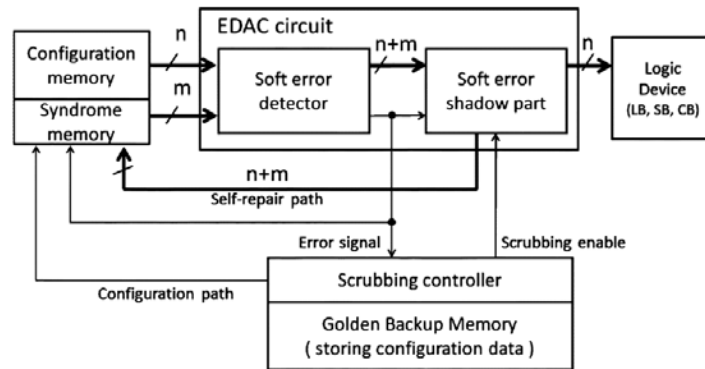 EDAC circuit
Configuration
memory
Syndrome
memory
n
m
Soft error
detector
n+m
Soft error
shadow part
n
Logic
Device
(LB, SB, CB)
n+m
Self-repair path
Error signal
Scrubbing enable
Configuration path
Scrubbing controller
Golden Backup Memory
( storing configuration data )